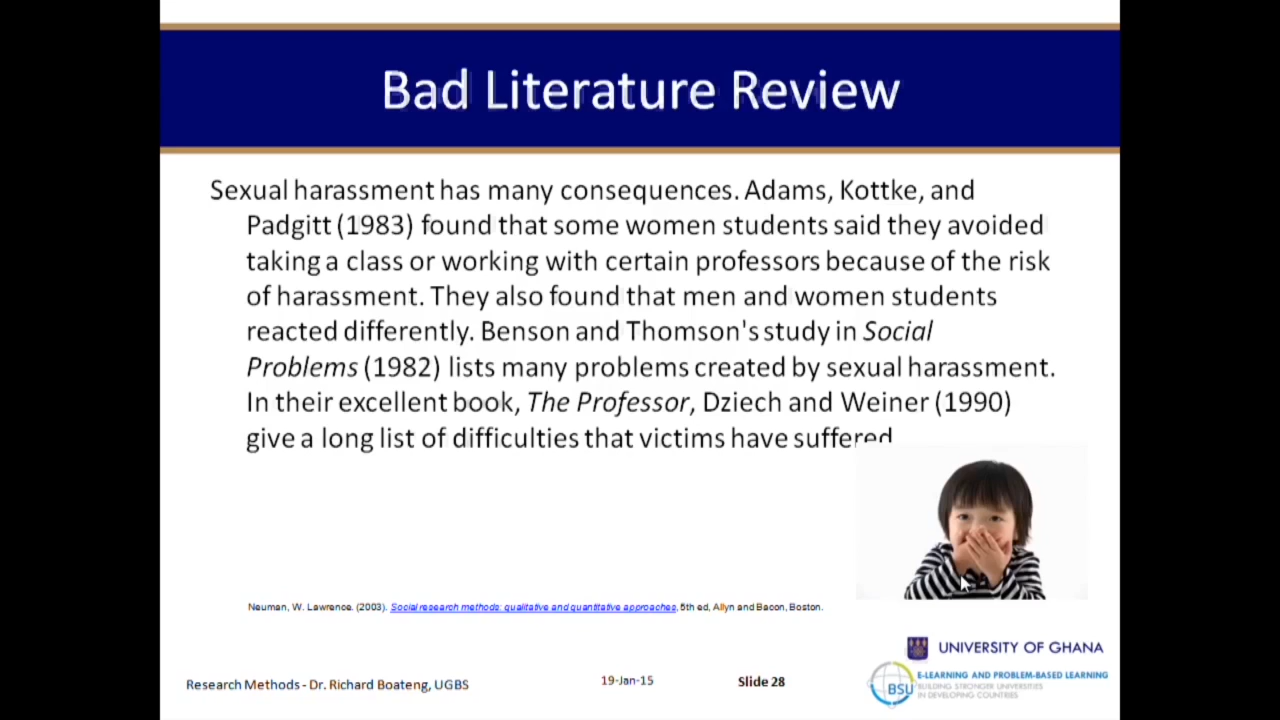 Bad Literature Review
Sexual harassment has many consequences. Adams, Kottke, and
Padgitt (1983) found that some women students said they avoided
taking a class or working with certain professors because of the risk
of harassment. They also found that men and women students
reacted differently. Benson and Thomson's study in Social
Problems (1982) lists many problems created by sexual harassment.
In their excellent book, The Professor, Dziech and Weiner (1990)
give a long list of difficulties that victims have suffered
Neuman, W. Lawrence. (2003). Social research methods: qualitative and quantitative approaches, 5th ed, Allyn and Bacon, Boston.
UNIVERSITY OF GHANA
BSU
E-LEARNING AND PROBLEM-BASED LEARNING
BUILDING STRONGER UNIVERSITIES
IN DEVELOPING COUNTRIES
Research Methods - Dr. Richard Boateng, UGBS
19-Jan-15
Slide 28